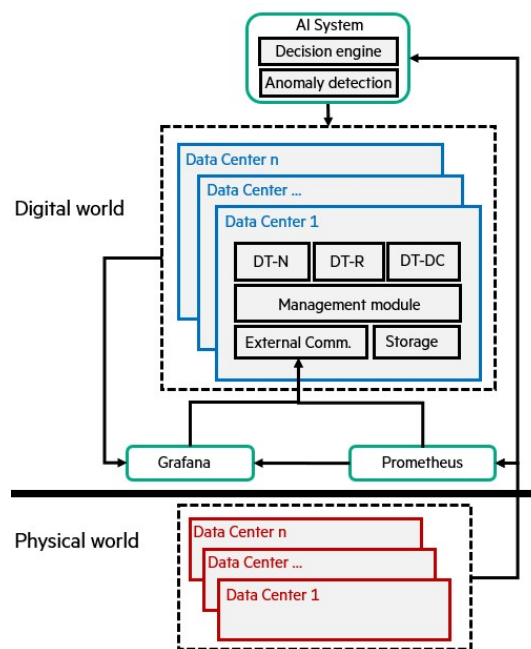 AI System
Decision engine
Anomaly detection
Digital world
Data Center n
Data Center ...
Data Center 1
DT-N
DT-R
DT-DC
Management module
External Comm.
Storage
Grafana
Prometheus
Physical world
Data Center n
Data Center ...
Data Center 1